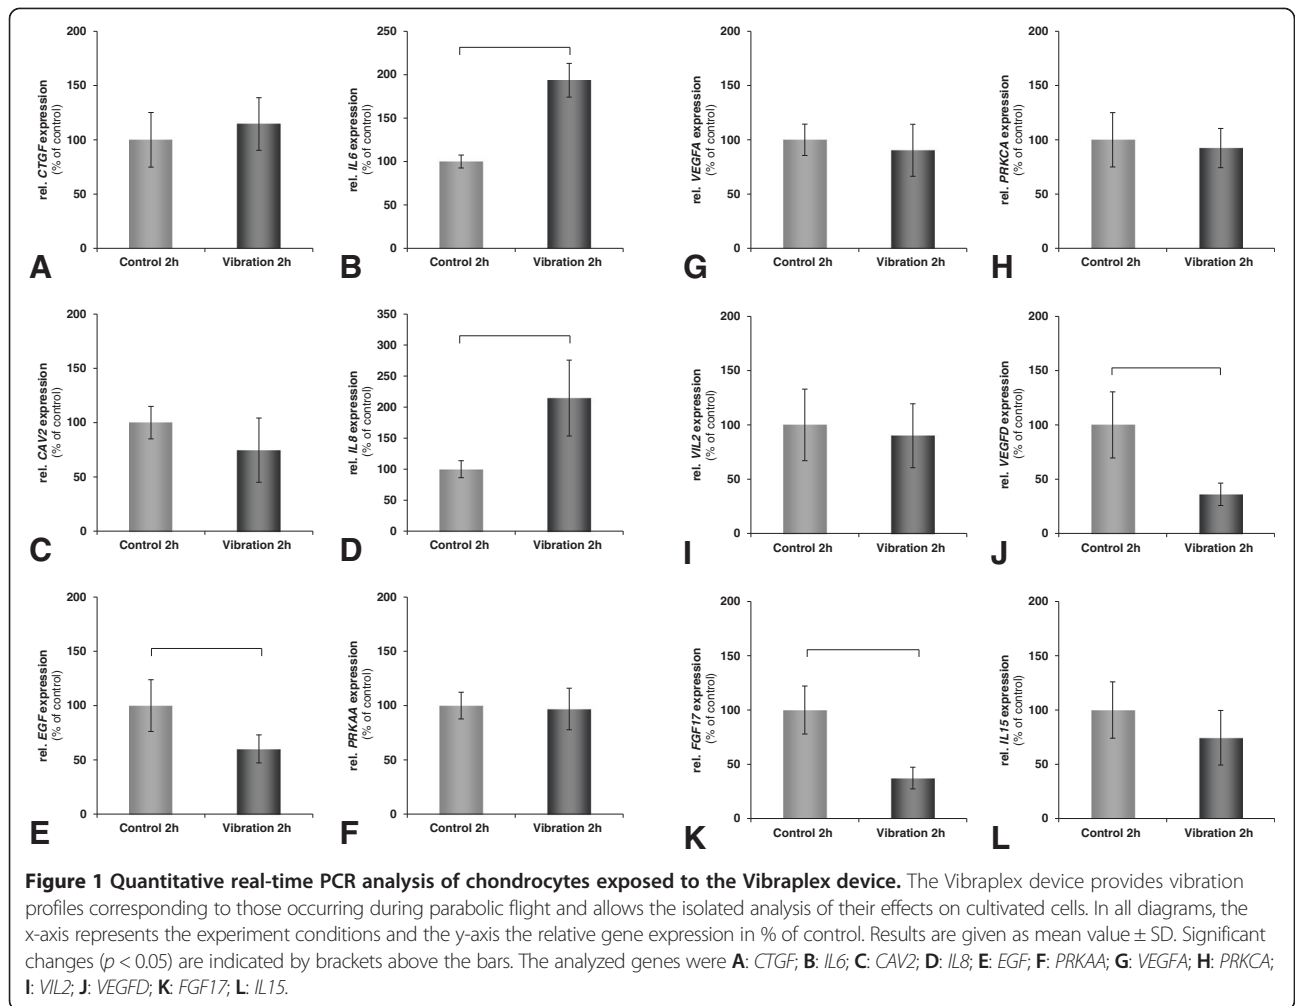 200
150
100
50
0
rel. CTGF expression
(% of control)
Control 2h
Vibration 2h
A
250
200
150
100
50
0
rel. IL6 expression
(% of control)
Control 2h
Vibration 2h
B
200
150
100
50
0
rel. VEGFA expression
(% of control)
Control 2h
Vibration 2h
G
200
150
100
50
0
rel. PRKCA expression
(% of control)
Control 2h
Vibration 2h
H
200
150
100
50
0
rel. CAV2 expression
(% of control)
Control 2h
Vibration 2h
C
350
300
250
200
150
100
50
0
rel. IL8 expression
(% of control)
Control 2h
Vibration 2h
D
200
150
100
50
0
rel. VIL2 expression
(% of control)
Control 2h
Vibration 2h
I
200
150
100
50
0
rel. VEGFD expression
(% of control)
Control 2h
Vibration 2h
J
200
150
100
50
0
rel. EGF expression
(% of control)
Control 2h
Vibration 2h
E
200
150
100
50
0
rel. PRKAA expression
(% of control)
Control 2h
Vibration 2h
F
200
150
100
50
0
rel. FGF17 expression
(% of control)
Control 2h
Vibration 2h
K
200
150
100
50
0
rel. IL15 expression
(% of control)
Control 2h
Vibration 2h
L
Figure 1 Quantitative real-time PCR analysis of chondrocytes exposed to the Vibraplex device. The Vibraplex device provides vibration
profiles corresponding to those occurring during parabolic flight and allows the isolated analysis of their effects on cultivated cells. In all diagrams, the
x-axis represents the experiment conditions and the y-axis the relative gene expression in % of control. Results are given as mean value ± SD. Significant
changes (p < 0.05) are indicated by brackets above the bars. The analyzed genes were A: CTGF; B: IL6; C: CAV2; D: IL8; E: EGF; F: PRKAA; G: VEGFA; H: PRKCA;
I: VIL2; J: VEGFD; K: FGF17; L: IL15.